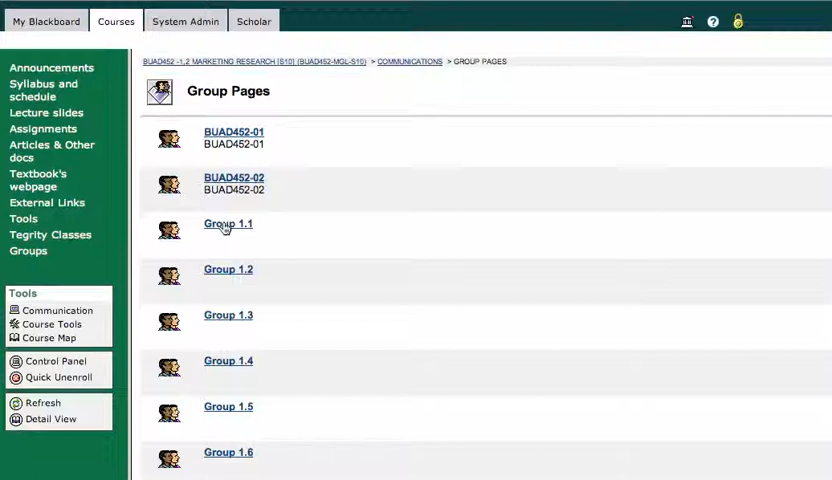 My Blackboard Courses System Admin Scholar
BUAD452 -1,2 MARKETING RESEARCH [S10] (BUAD452-MGL-S10) > COMMUNICATIONS > GROUP PAGES
Group Pages
Announcements
Syllabus and
schedule
Lecture slides
Assignments
Articles & Other
docs
Textbook's
webpage
External Links
Tools
Tegrity Classes
Groups
Tools
Communication
Course Tools
Course Map
Control Panel
Quick Unenroll
Refresh
Detail View
BUAD452-01
BUAD452-01
BUAD452-02
BUAD452-02
Group 1.1
Group 1.2
Group 1.3
Group 1.4
Group 1.5
Group 1.6